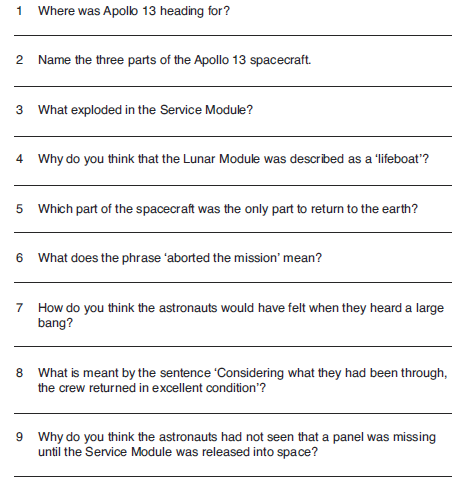 1 Where was Apollo 13 heading for?
2 Name the three parts of the Apollo 13 spacecraft.
3 What exploded in the Service Module?
4 Why do you think that the Lunar Module was described as a ‘lifeboat’?
5 Which part of the spacecraft was the only part to return to the earth?
6 What does the phrase ‘aborted the mission’ mean?
7 How do you think the astronauts would have felt when they heard a large
bang?
8 What is meant by the sentence ‘Considering what they had been through,
the crew returned in excellent condition’?
9 Why do you think the astronauts had not seen that a panel was missing
until the Service Module was released into space?